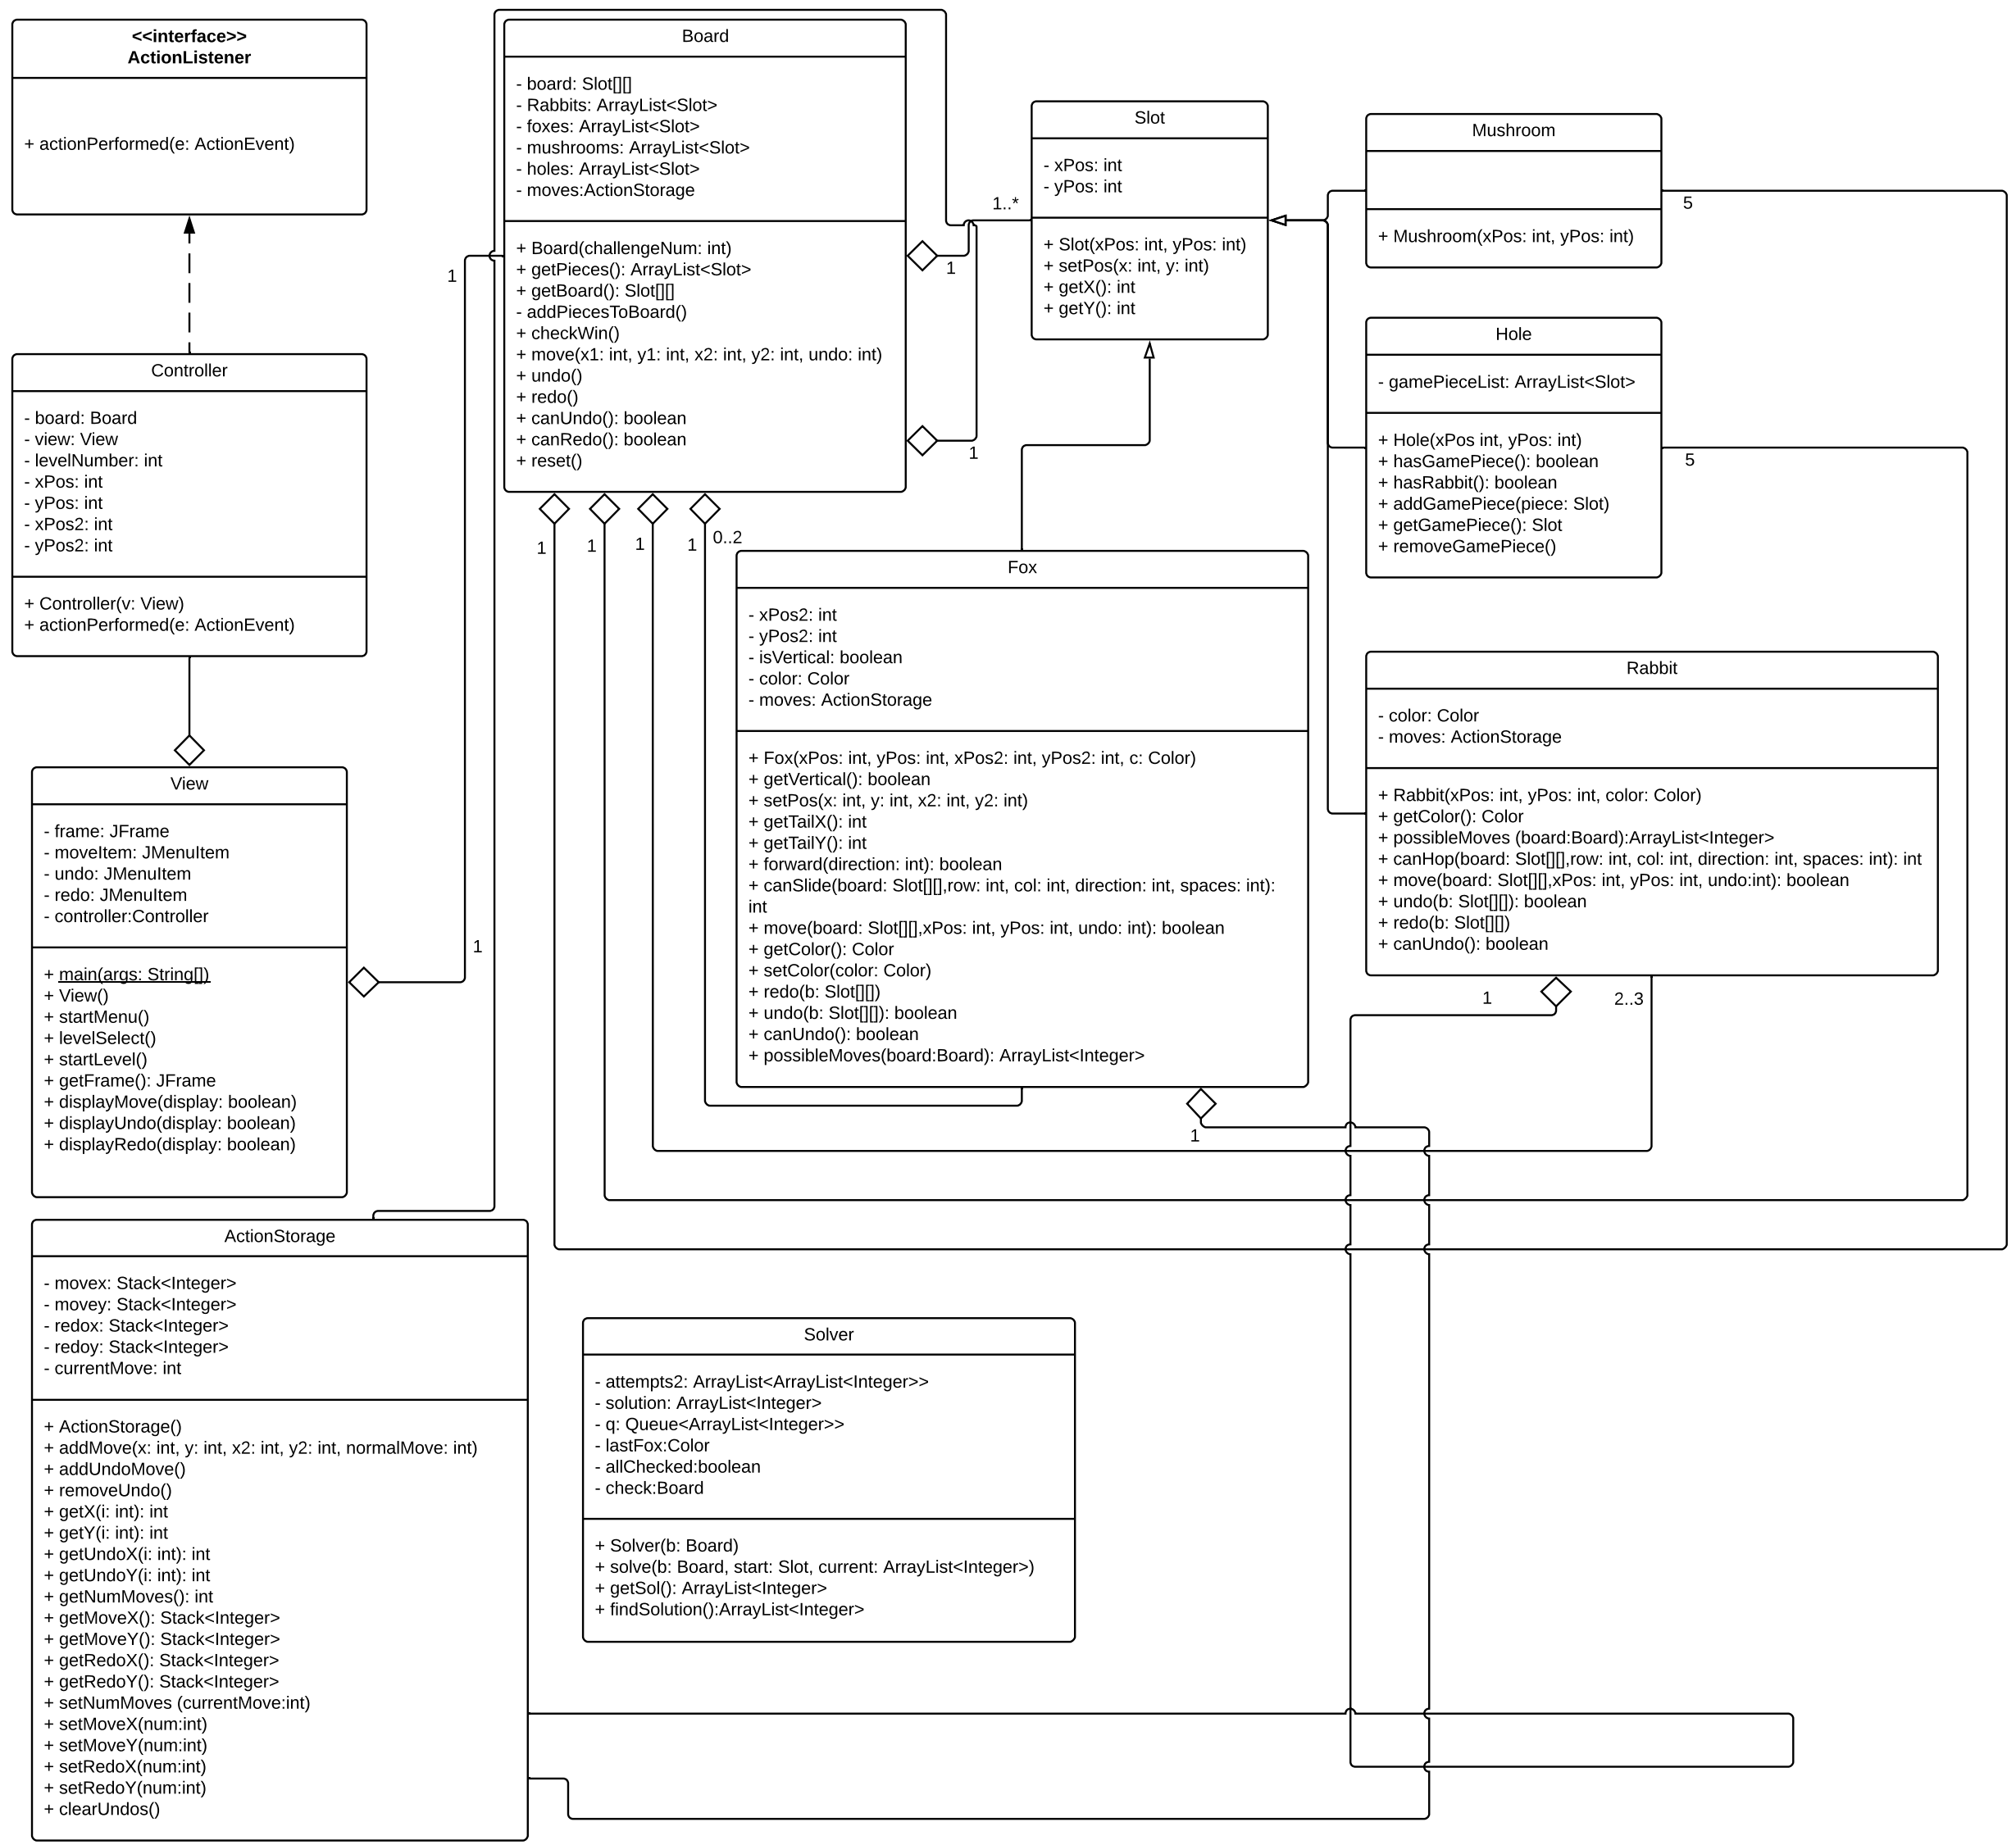 <<interface>>
ActionListener
+ actionPerformed(e: ActionEvent)
Board
- board: Slot[][]
- Rabbits: ArrayList<Slot>
- foxes: ArrayList<Slot>
- mushrooms: ArrayList<Slot>
- holes: ArrayList<Slot>
- moves:ActionStorage
+ Board(challengeNum: int)
+ getPieces(): ArrayList<Slot>
+ getBoard(): Slot[][]
- addPiecesToBoard()
+ checkWin()
+ move(x1: int, y1: int, x2: int, y2: int, undo: int)
+ undo()
+ redo()
+ canUndo(): boolean
+ canRedo(): boolean
+ reset()
1
1..*
1
1
1
1
1
1
0..2
Slot
- xPos: int
- yPos: int
+ Slot(xPos: int, yPos: int)
+ setPos(x: int, y: int)
+ getX(): int
+ getY(): int
Mushroom
+ Mushroom(xPos: int, yPos: int)
5
Hole
- gamePieceList: ArrayList<Slot>
+ Hole(xPos int, yPos: int)
+ hasGamePiece(): boolean
+ hasRabbit(): boolean
+ addGamePiece(piece: Slot)
+ getGamePiece(): Slot
+ removeGamePiece()
5
Controller
- board: Board
- view: View
- levelNumber: int
- xPos: int
- yPos: int
- xPos2: int
- yPos2: int
+ Controller(v: View)
+ actionPerformed(e: ActionEvent)
Fox
- xPos2: int
- yPos2: int
- isVertical: boolean
- color: Color
- moves: ActionStorage
+ Fox(xPos: int, yPos: int, xPos2: int, yPos2: int, c: Color)
+ getVertical(): boolean
+ setPos(x: int, y: int, x2: int, y2: int)
+ getTailX(): int
+ getTailY(): int
+ forward(direction: int): boolean
+ canSlide(board: Slot[][],row: int, col: int, direction: int, spaces: int):
int
+ move(board: Slot[][],xPos: int, yPos: int, undo: int): boolean
+ getColor(): Color
+ setColor(color: Color)
+ redo(b: Slot[][])
+ undo(b: Slot[][]): boolean
+ canUndo(): boolean
+ possibleMoves(board:Board): ArrayList<Integer>
1
Rabbit
- color: Color
- moves: ActionStorage
+ Rabbit(xPos: int, yPos: int, color: Color)
+ getColor(): Color
+ possibleMoves (board:Board):ArrayList<Integer>
+ canHop(board: Slot[][],row: int, col: int, direction: int, spaces: int): int
+ move(board: Slot[][],xPos: int, yPos: int, undo:int): boolean
+ undo(b: Slot[][]): boolean
+ redo(b: Slot[][])
+ canUndo(): boolean
1
2..3
View
- frame: JFrame
- moveItem: JMenuItem
- undo: JMenuItem
- redo: JMenuItem
- controller:Controller
+ main(args: String[])
+ View()
+ startMenu()
+ levelSelect()
+ startLevel()
+ getFrame(): JFrame
+ displayMove(display: boolean)
+ displayUndo(display: boolean)
+ displayRedo(display: boolean)
1
ActionStorage
- movex: Stack<Integer>
- movey: Stack<Integer>
- redox: Stack<Integer>
- redoy: Stack<Integer>
- currentMove: int
+ ActionStorage()
+ addMove(x: int, y: int, x2: int, y2: int, normalMove: int)
+ addUndoMove()
+ removeUndo()
+ getX(i: int): int
+ getY(i: int): int
+ getUndoX(i: int): int
+ getUndoY(i: int): int
+ getNumMoves(): int
+ getMoveX(): Stack<Integer>
+ getMoveY(): Stack<Integer>
+ getRedoX(): Stack<Integer>
+ getRedoY(): Stack<Integer>
+ setNumMoves (currentMove:int)
+ setMoveX(num:int)
+ setMoveY(num:int)
+ setRedoX(num:int)
+ setRedoY(num:int)
+ clearUndos()
Solver
- attempts2: ArrayList<ArrayList<Integer>>
- solution: ArrayList<Integer>
- q: Queue<ArrayList<Integer>>
- lastFox:Color
- allChecked:boolean
- check:Board
+ Solver(b: Board)
+ solve(b: Board, start: Slot, current: ArrayList<Integer>)
+ getSol(): ArrayList<Integer>
+ findSolution():ArrayList<Integer>